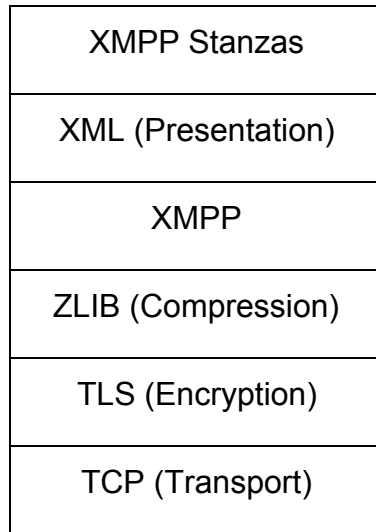 XMPP Stanzas
XML (Presentation)
XMPP
ZLIB (Compression)
TLS (Encryption)
TCP (Transport)